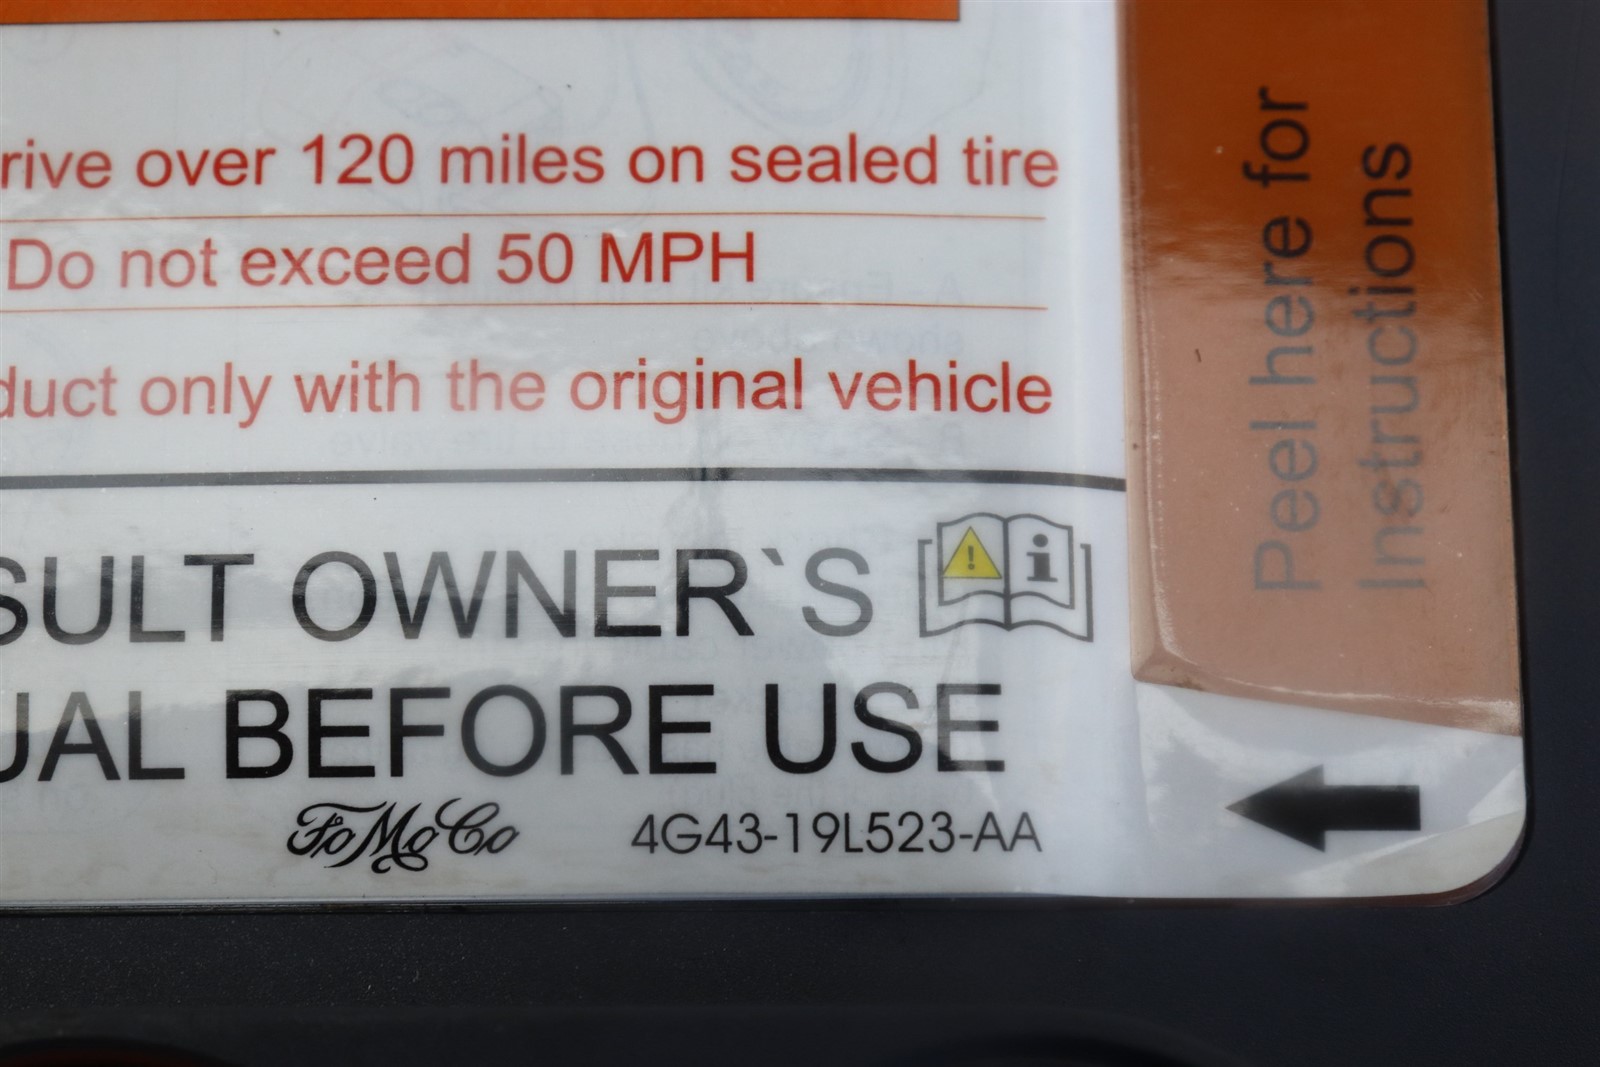 rive over 120 miles on sealed tire
Do not exceed 50 MPH
duct only with the original vehicle
SULT OWNER`S
UAL BEFORE USE
FoMoCo
4G43-19L523-AA
Peel here for
Instructions